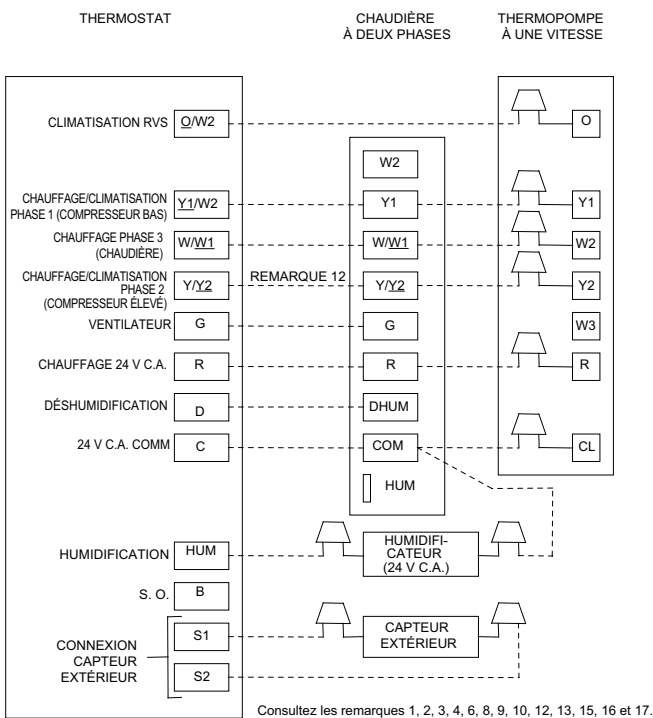 THERMOSTAT
CHAUDIÈRE
À DEUX PHASES
THERMOPOMPE
À UNE VITESSE
CLIMATISATION RVS
O/W2
O
W2
CHAUFFAGE/CLIMATISATION
PHASE 1 (COMPRESSEUR BAS)
Y1/W2
Y1
Y1
CHAUFFAGE PHASE 3
(CHAUDIÈRE)
W/W1
W/W1
W2
CHAUFFAGE/CLIMATISATION
PHASE 2
(COMPRESSEUR ÉLEVÉ)
Y/Y2
REMARQUE 12
Y/Y2
Y2
VENTILATEUR
G
G
W3
CHAUFFAGE 24 V C.A.
R
R
R
DÉSHUMIDIFICATION
D
DHUM
24 V C.A. COMM
C
COM
CL
HUM
HUMIDIFICATION
HUM
HUMIDIFI-
CATEUR
(24 V C.A.)
S. O.
B
CONNEXION
CAPTEUR
EXTÉRIEUR
S1
CAPTEUR
EXTÉRIEUR
S2
Consultez les remarques 1, 2, 3, 4, 6, 8, 9, 10, 12, 13, 15, 16 et 17.